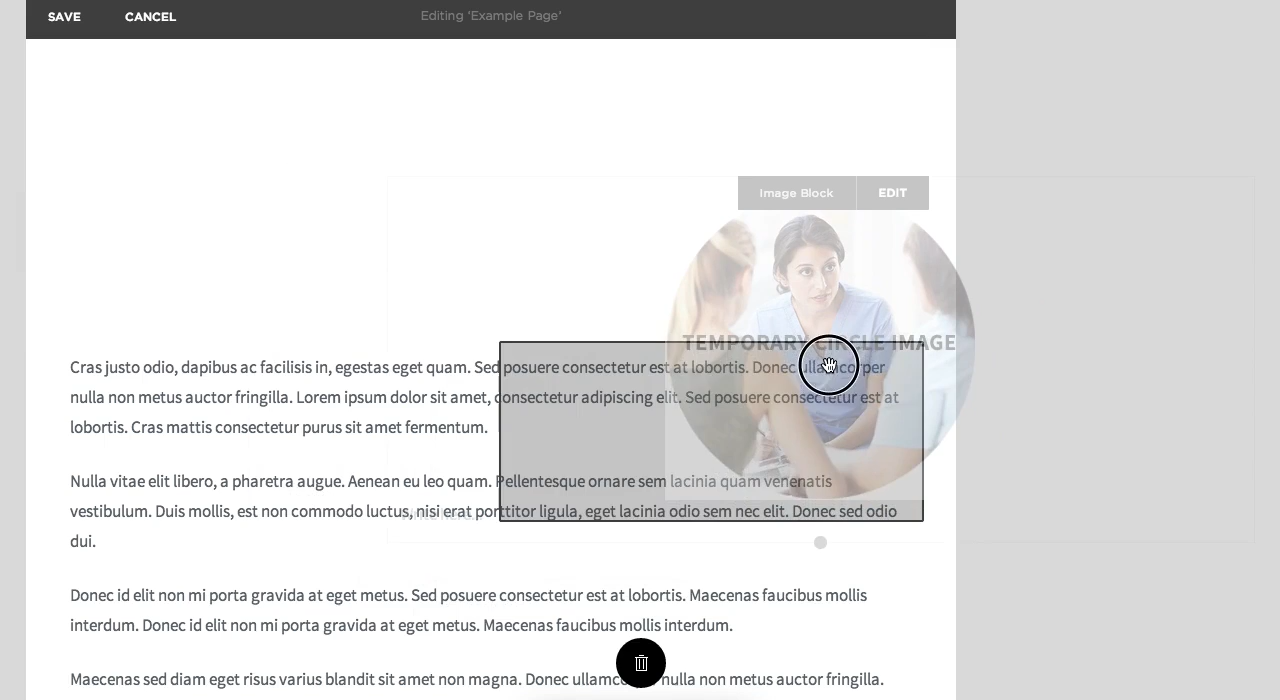 SAVE CANCEL Editing 'Example Page'
Image Block EDIT
TEMPORARY CIRCLE IMAGE
Cras justo odio, dapibus ac facilisis in, egestas eget quam. Sed posuere consectetur est at lobortis. Donec ullamcorper
nulla non metus auctor fringilla. Lorem ipsum dolor sit amet, consectetur adipiscing elit. Sed posuere consectetur est at
lobortis. Cras mattis consectetur purus sit amet fermentum.
Nulla vitae elit libero, a pharetra augue. Aenean eu leo quam. Pellentesque ornare sem lacinia quam venenatis
vestibulum. Duis mollis, est non commodo luctus, nisi erat porttitor ligula, eget lacinia odio sem nec elit. Donec sed odio
dui.
Donec id elit non mi porta gravida at eget metus. Sed posuere consectetur est at lobortis. Maecenas faucibus mollis
interdum. Donec id elit non mi porta gravida at eget metus. Maecenas faucibus mollis interdum.
Maecenas sed diam eget risus varius blandit sit amet non magna. Donec ullamcorper nulla non metus auctor fringilla.